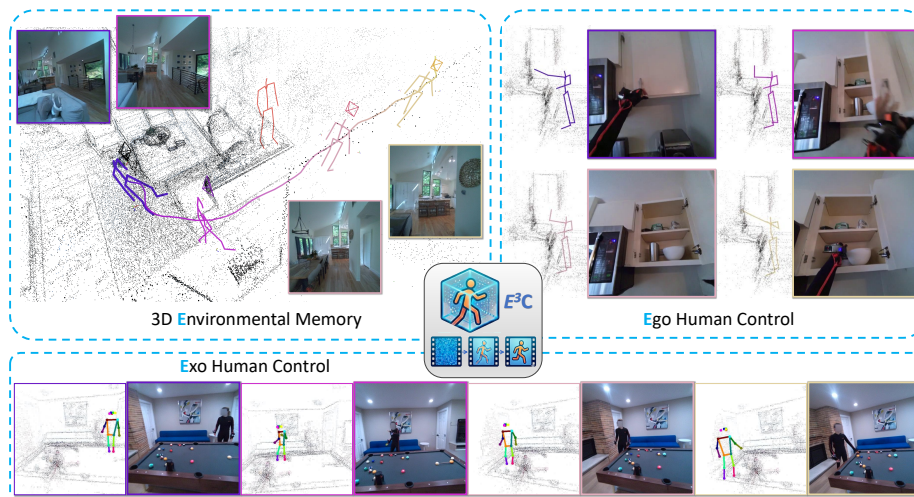 3D Environmental Memory
E³C
Ego Human Control
Exo Human Control